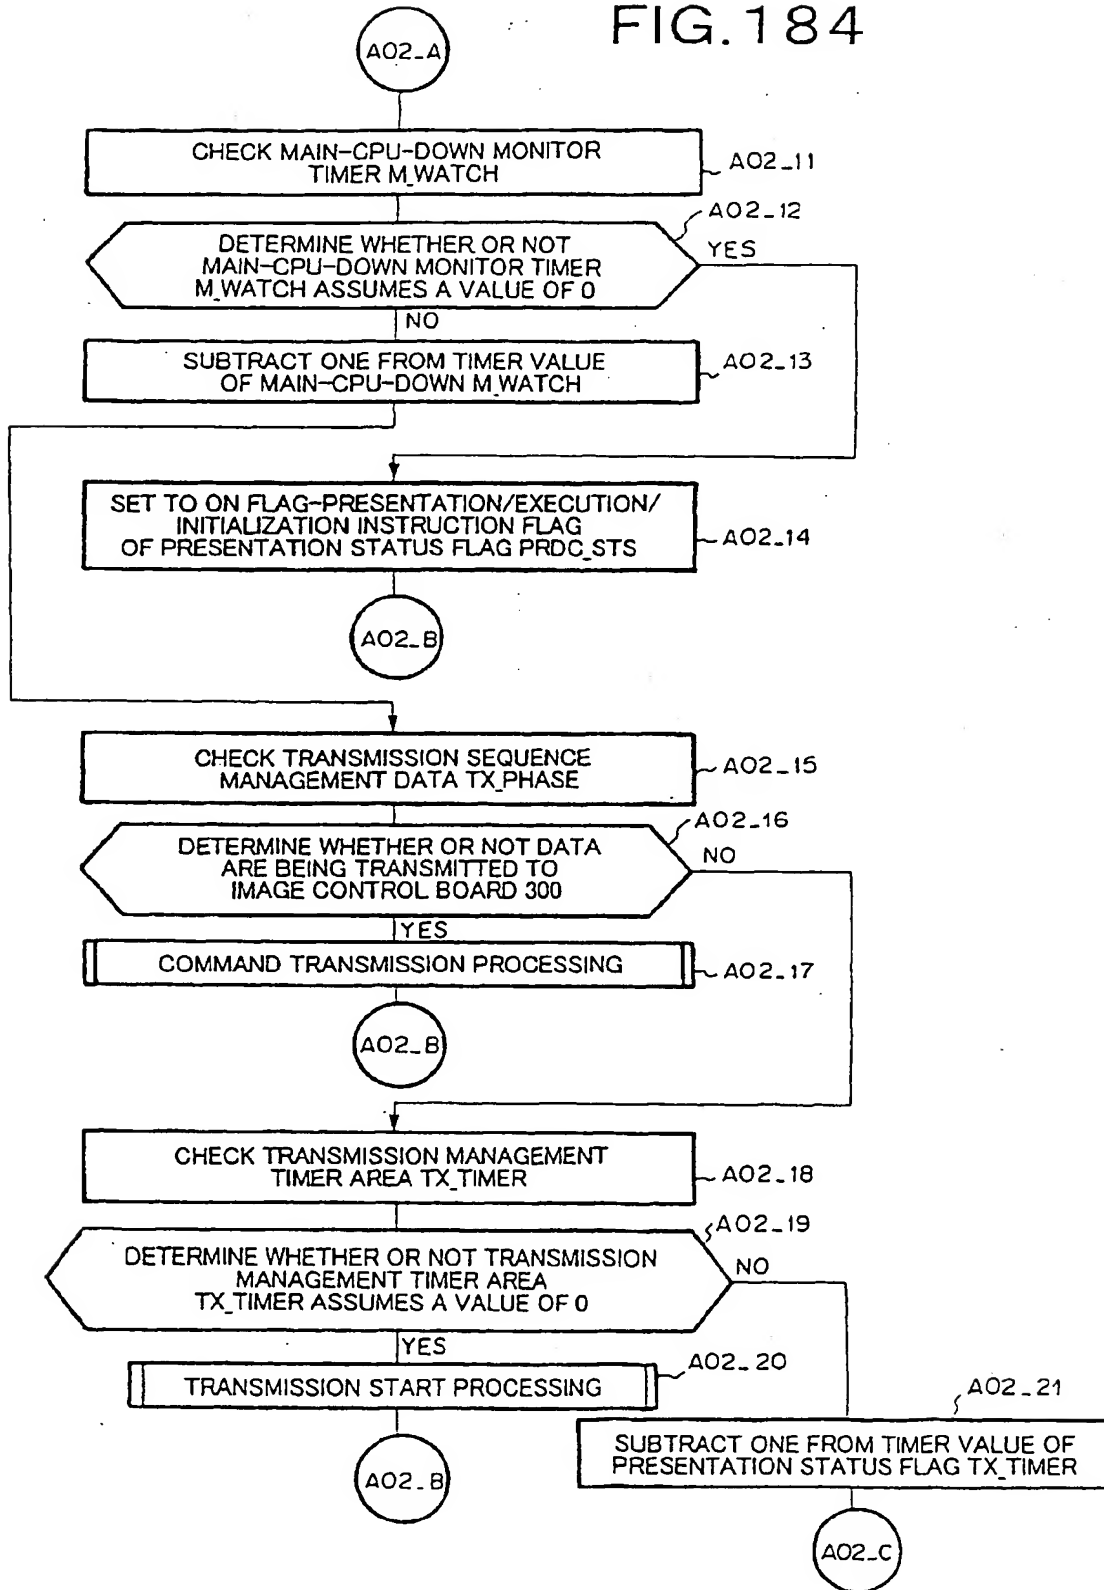 FIG.184
A02_A
CHECK MAIN-CPU-DOWN MONITOR
TIMER M_WATCH
A02_11
A02_12
DETERMINE WHETHER OR NOT
MAIN-CPU-DOWN MONITOR TIMER
M_WATCH ASSUMES A VALUE OF 0
YES
NO
SUBTRACT ONE FROM TIMER VALUE
OF MAIN-CPU-DOWN M_WATCH
A02_13
SET TO ON FLAG-PRESENTATION/EXECUTION/
INITIALIZATION INSTRUCTION FLAG
OF PRESENTATION STATUS FLAG PRDC_STS
A02_14
A02_B
CHECK TRANSMISSION SEQUENCE
MANAGEMENT DATA TX_PHASE
A02_15
A02_16
DETERMINE WHETHER OR NOT DATA
ARE BEING TRANSMITTED TO
IMAGE CONTROL BOARD 300
NO
YES
COMMAND TRANSMISSION PROCESSING
A02_17
A02_B
CHECK TRANSMISSION MANAGEMENT
TIMER AREA TX_TIMER
A02_18
A02_19
DETERMINE WHETHER OR NOT TRANSMISSION
MANAGEMENT TIMER AREA
TX_TIMER ASSUMES A VALUE OF 0
NO
YES
TRANSMISSION START PROCESSING
A02_20
A02_21
SUBTRACT ONE FROM TIMER VALUE OF
PRESENTATION STATUS FLAG TX_TIMER
A02_B
A02_C